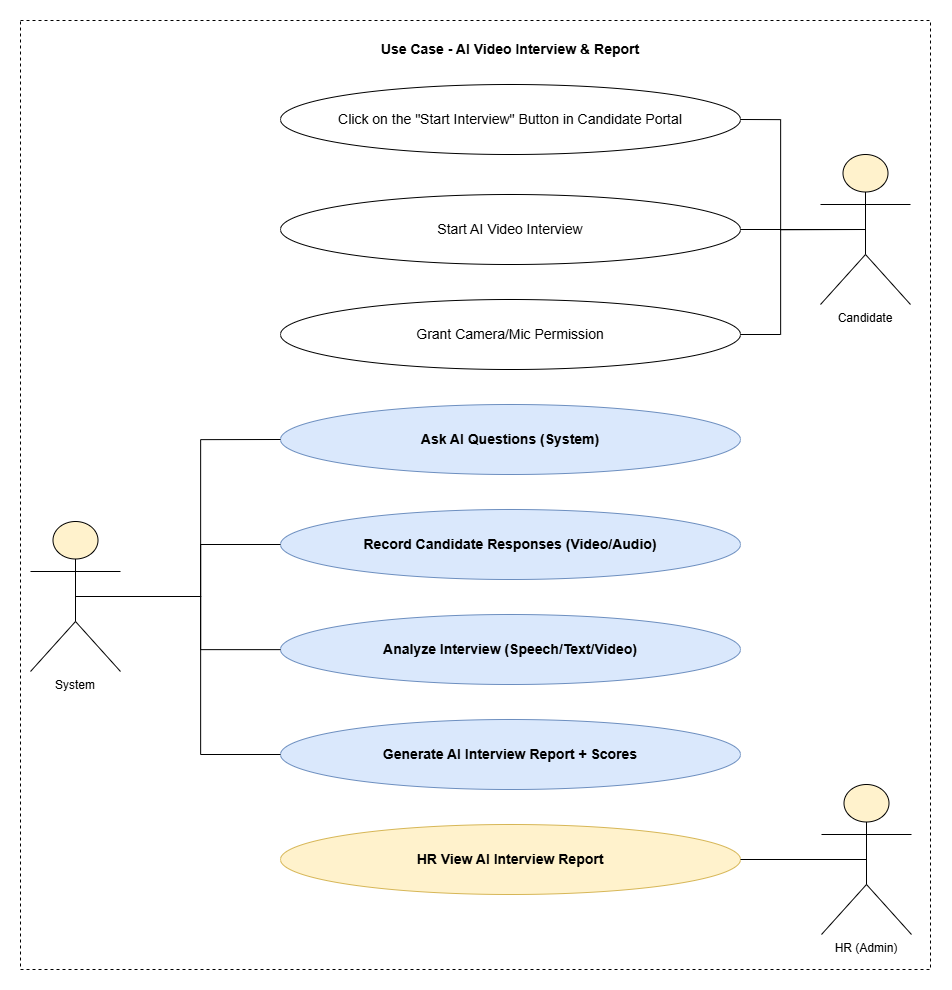 Use Case - AI Video Interview & Report
Click on the "Start Interview" Button in Candidate Portal
Start AI Video Interview
Candidate
Grant Camera/Mic Permission
Ask AI Questions (System)
Record Candidate Responses (Video/Audio)
Analyze Interview (Speech/Text/Video)
System
Generate AI Interview Report + Scores
HR View AI Interview Report
HR (Admin)